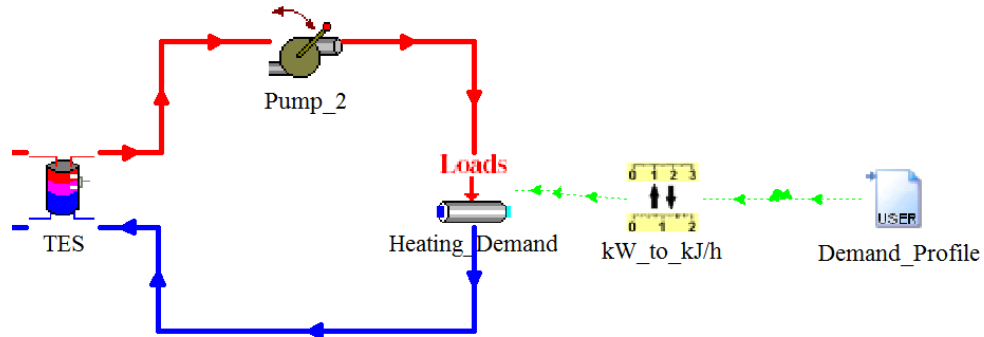 Pump_2
Loads
0 1 2 3
0 1 2
USER
TES
Heating_Demand
kW_to_kJ/h
Demand_Profile